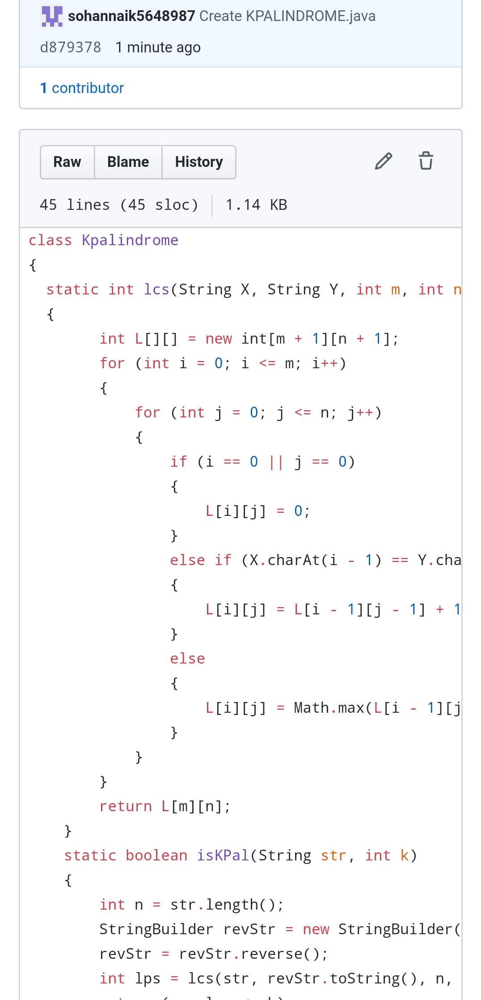 sohannaik5648987 Create KPALINDROME.java
d879378 1 minute ago
1 contributor
Raw Blame History
45 lines (45 sloc) 1.14 KB
class Kpalindrome
{
static int lcs(String X, String Y, int m, int n
{
int L[][] = new int[m + 1][n + 1];
for (int i = 0; i <= m; i++)
{
for (int j = 0; j <= n; j++)
{
if (i == 0 || j == 0)
{
L[i][j] = 0;
}
else if (X.charAt(i - 1) == Y.cha
{
L[i][j] = L[i - 1][j - 1] + 1
}
else
{
L[i][j] = Math.max(L[i - 1][j
}
}
}
return L[m][n];
}
static boolean isKPal(String str, int k)
{
int n = str.length();
StringBuilder revStr = new StringBuilder(
revStr = revStr.reverse();
int lps = lcs(str, revStr.toString(), n,